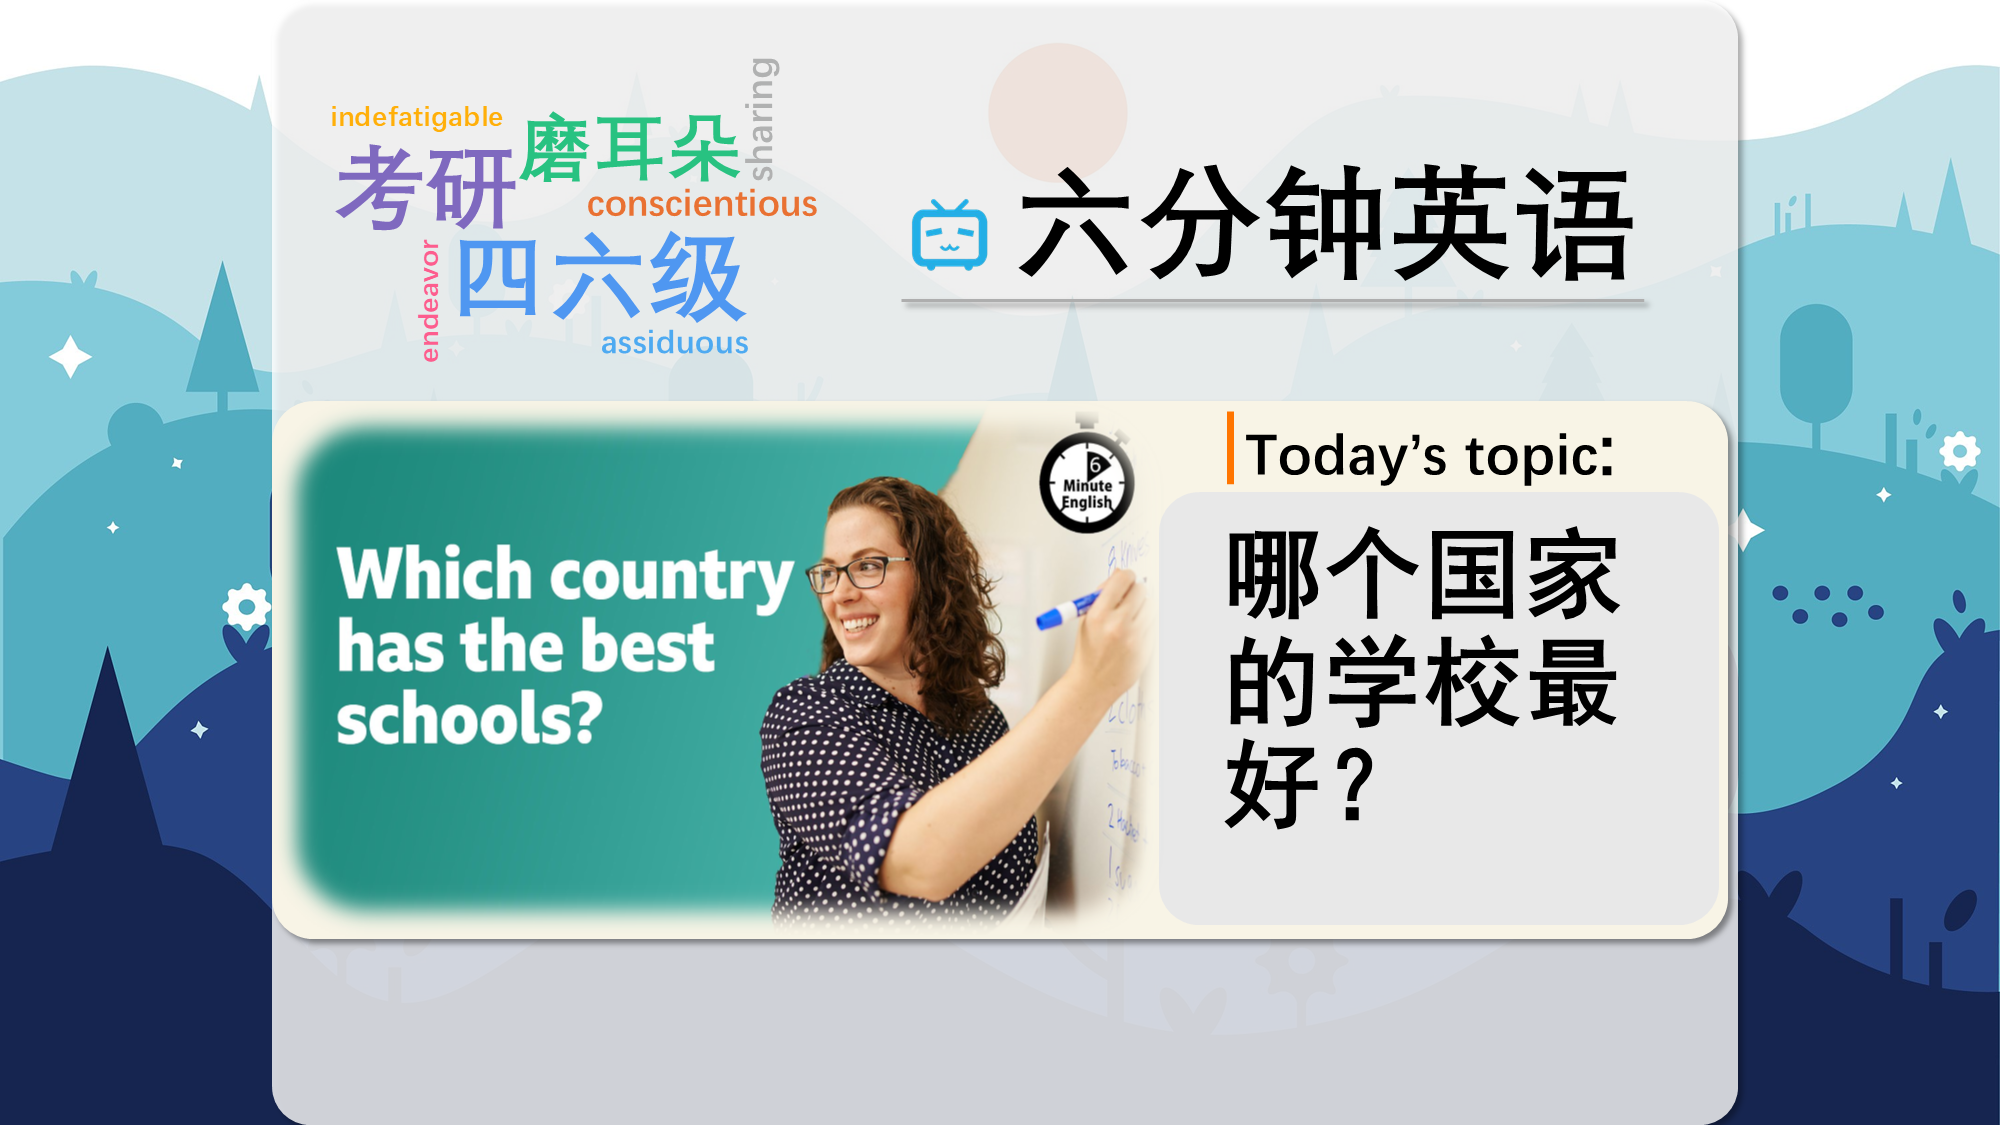 indefatigable
磨耳朵
sharing
考研
conscientious
endeavor
四六级
assiduous
六分钟英语
Which country
has the best
schools?
6
Minute
English
Today’s topic:
哪个国家
的学校最
好？